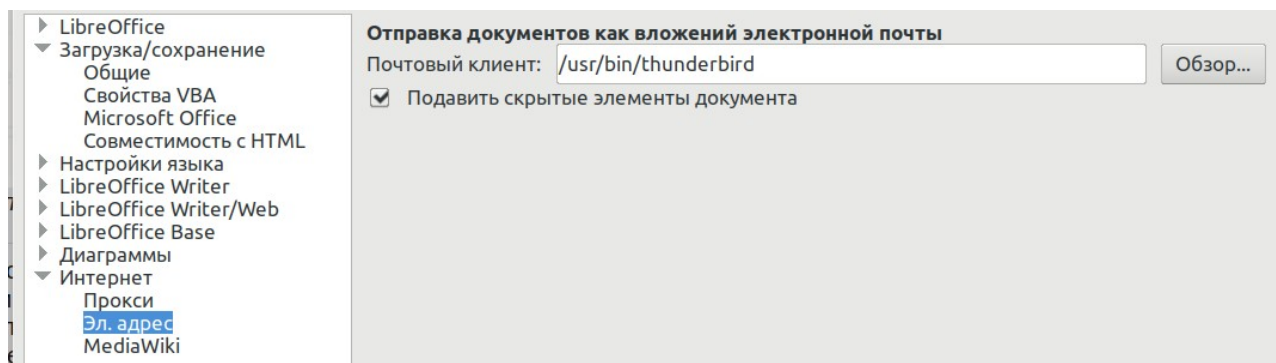 LibreOffice
Загрузка/сохранение
Общие
Свойства VBA
Microsoft Office
Совместимость с HTML
Настройки языка
LibreOffice Writer
LibreOffice Writer/Web
LibreOffice Base
Диаграммы
Интернет
Прокси
Эл. адрес
MediaWiki
Отправка документов как вложений электронной почты
Почтовый клиент: /usr/bin/thunderbird Обзор...
Подавить скрытые элементы документа